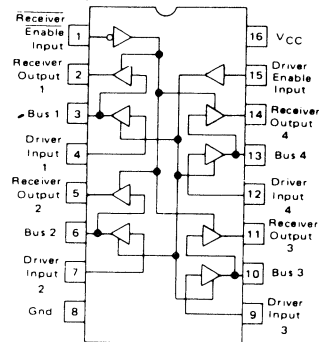 Receiver
Enable
Input
1
Receiver
Output
1
2
Bus 1
3
Driver
Input
1
4
Receiver
Output
2
5
Bus 2
6
Driver
Input
2
7
Gnd
8
16
VCC
15
Driver
Enable
Input
14
Receiver
Output
4
13
Bus 4
12
Driver
Input
4
11
Receiver
Output
3
10
Bus 3
9
Driver
Input
3